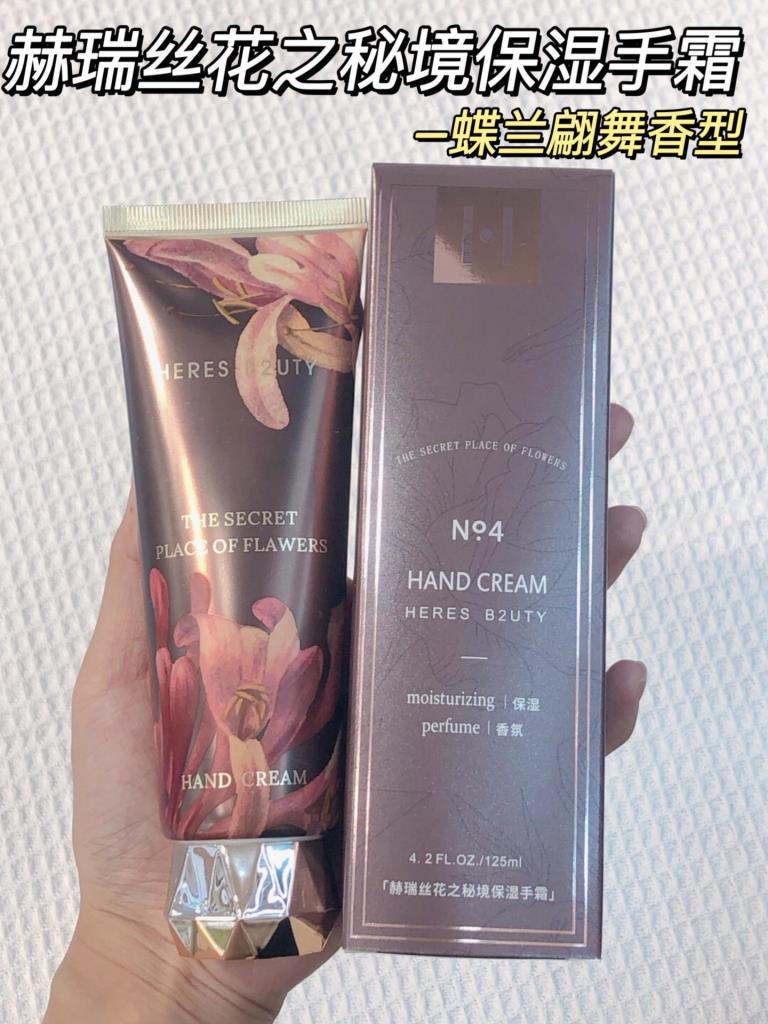 赫瑞丝花之秘境保湿手霜
–蝶兰翩舞香型
HERES B2UTY
THE SECRET
PLACE OF FLAWERS
HAND CREAM
H
THE SECRET PLACE OF FLOWERS
Nº4
HAND CREAM
HERES B2UTY
moisturizing | 保湿
perfume | 香氛
4. 2 FL.OZ./125ml
「赫瑞丝花之秘境保湿手霜」